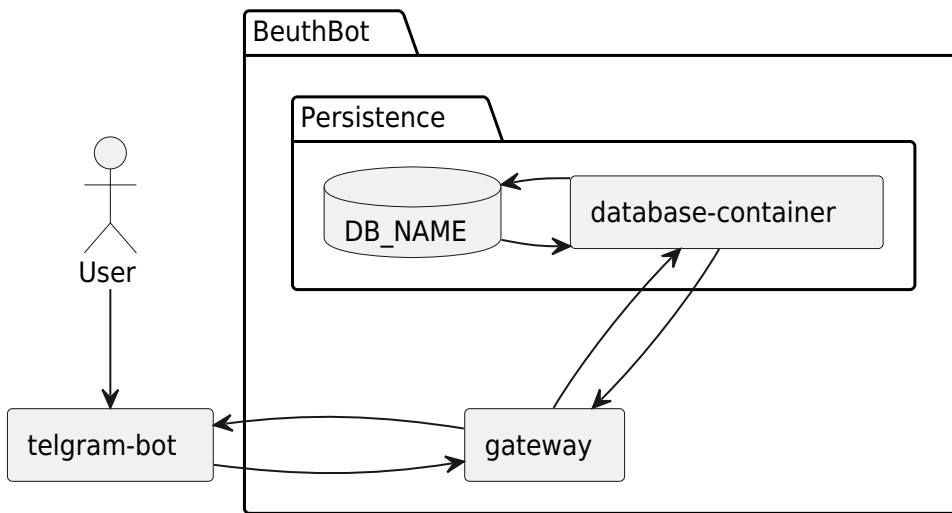 BeuthBot
Persistence
DB_NAME
database-container
User
telgram-bot
gateway